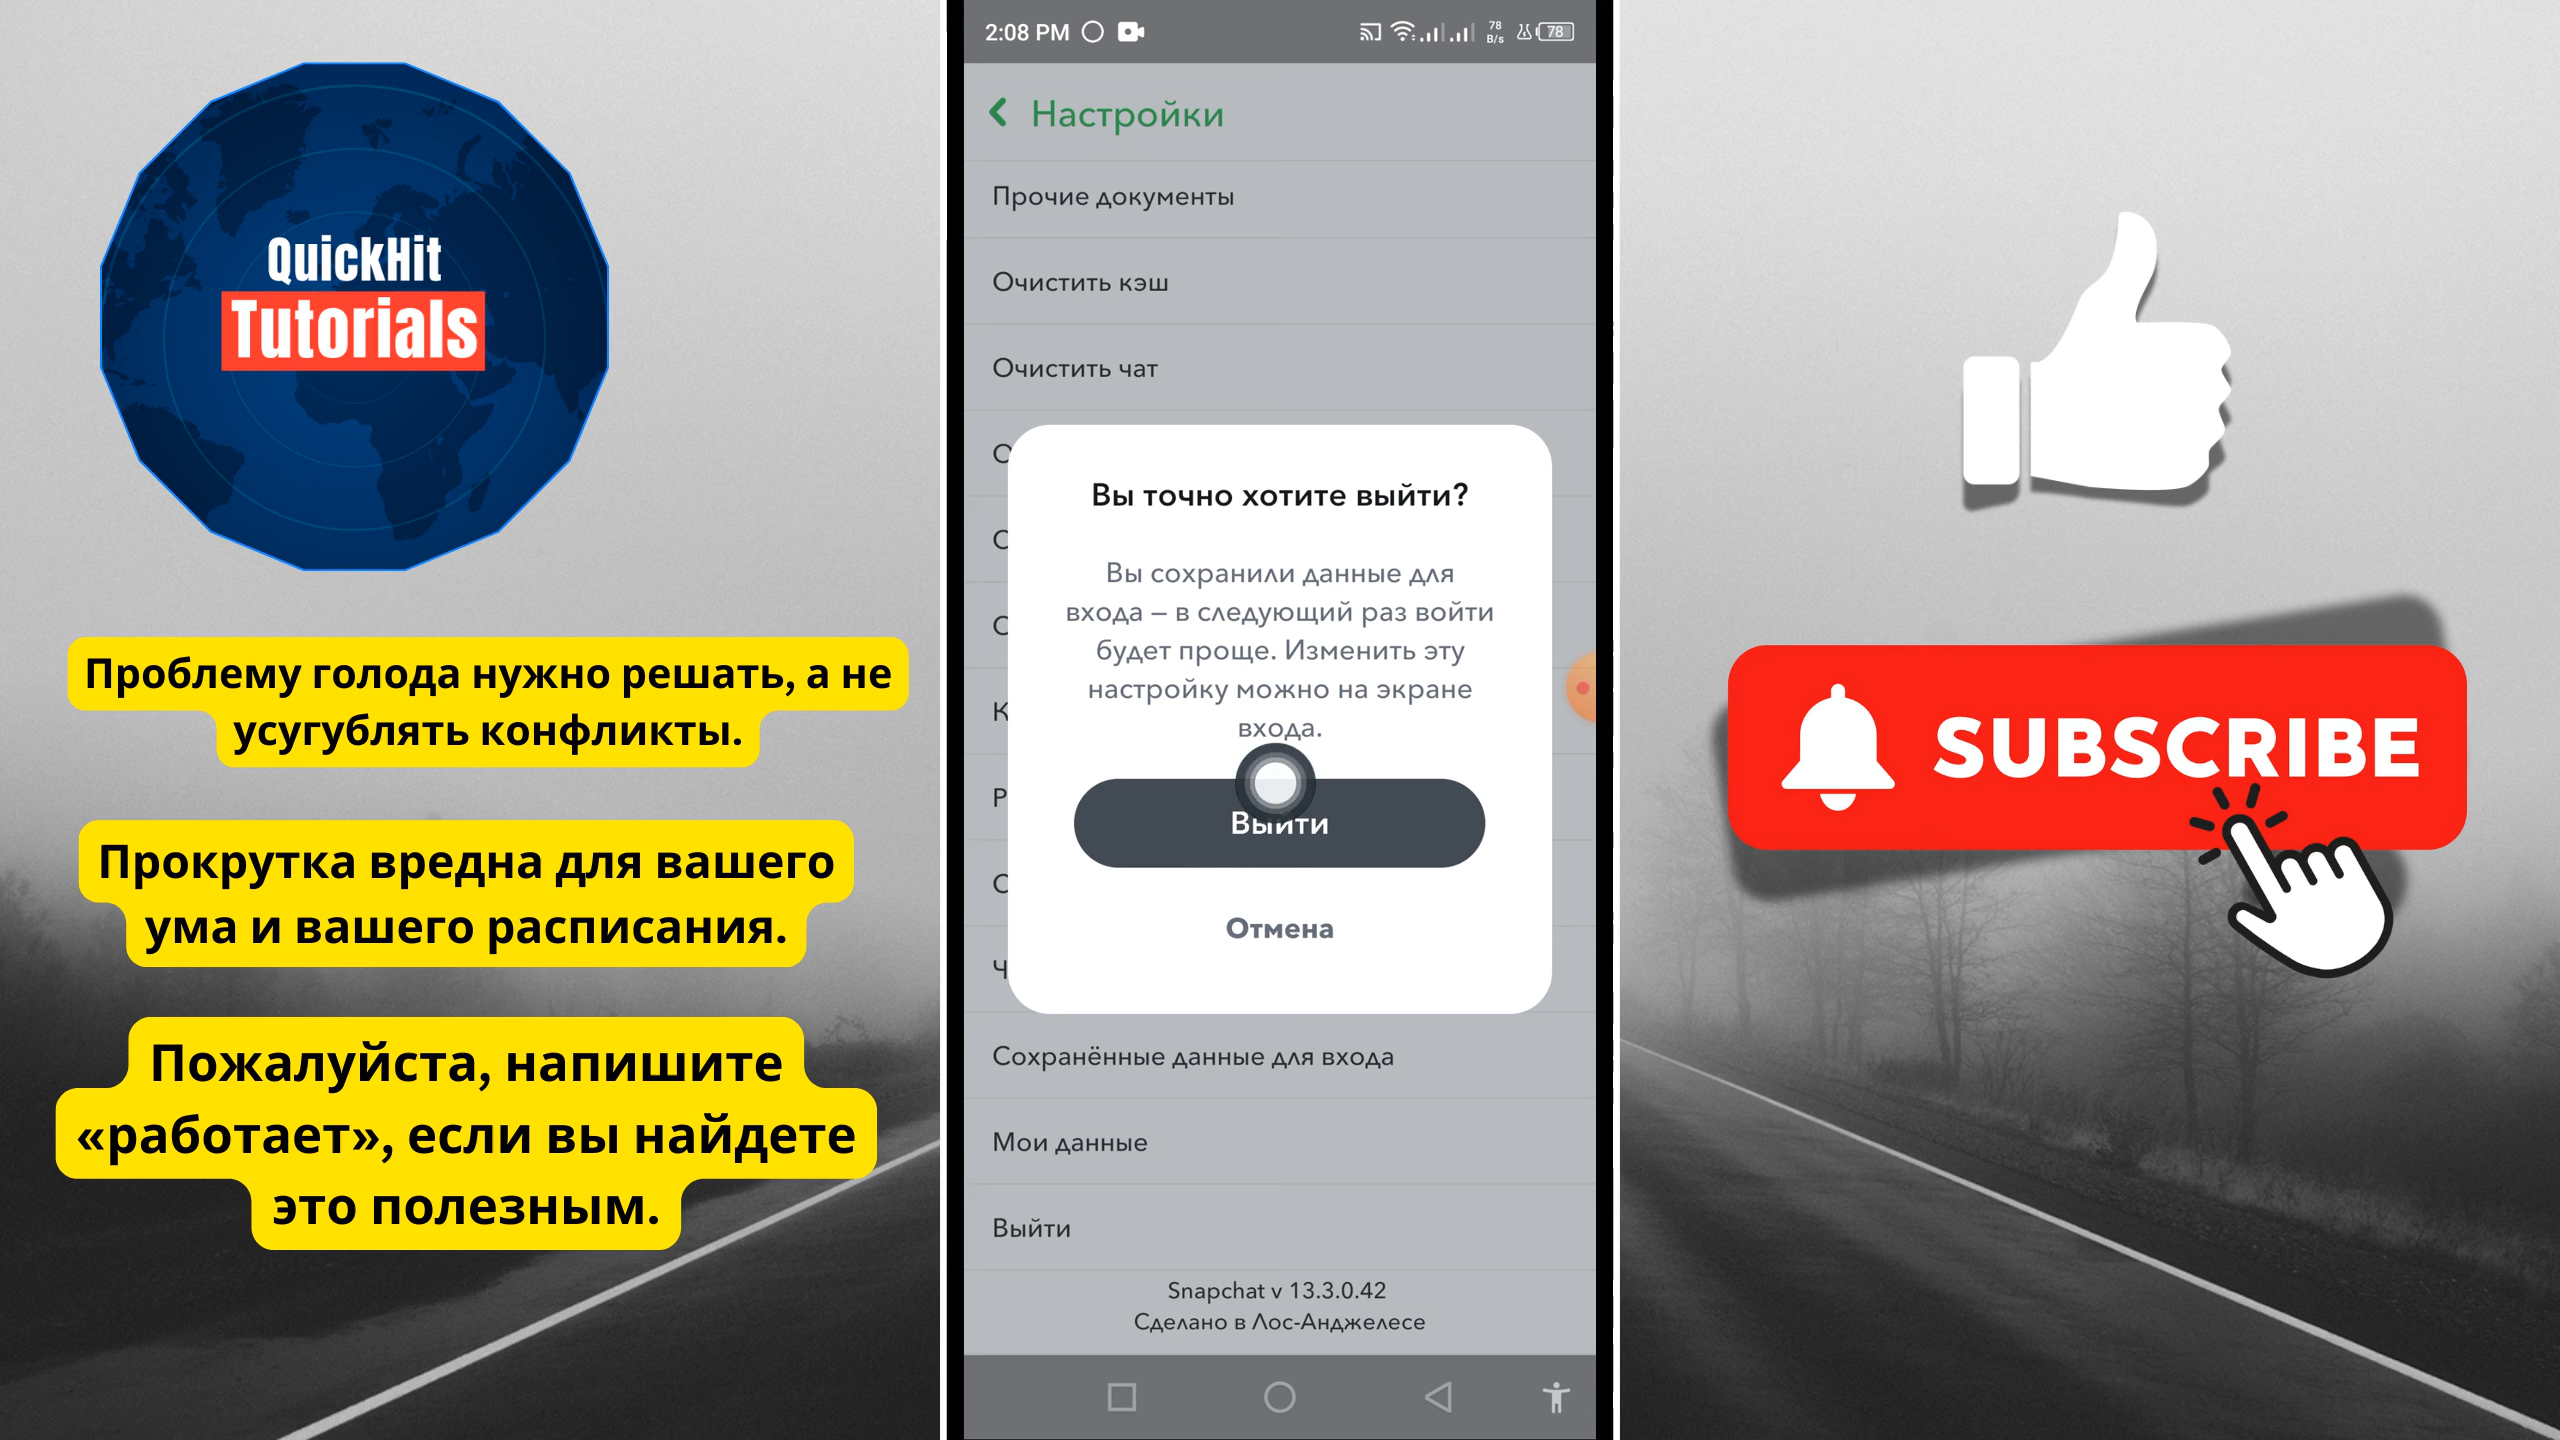 QuickHit
Tutorials
Проблему голода нужно решать, а не
усугублять конфликты.
Прокрутка вредна для вашего
ума и вашего расписания.
Пожалуйста, напишите
«работает», если вы найдете
это полезным.
2:08 PM
78
B/s
78
Настройки
Прочие документы
Очистить кэш
Очистить чат
Вы точно хотите выйти?
Вы сохранили данные для
входа – в следующий раз войти
будет проще. Изменить эту
настройку можно на экране
входа.
Выйти
Отмена
Сохранённые данные для входа
Мои данные
Выйти
Snapchat v 13.3.0.42
Сделано в Лос-Анджелесе
SUBSCRIBE